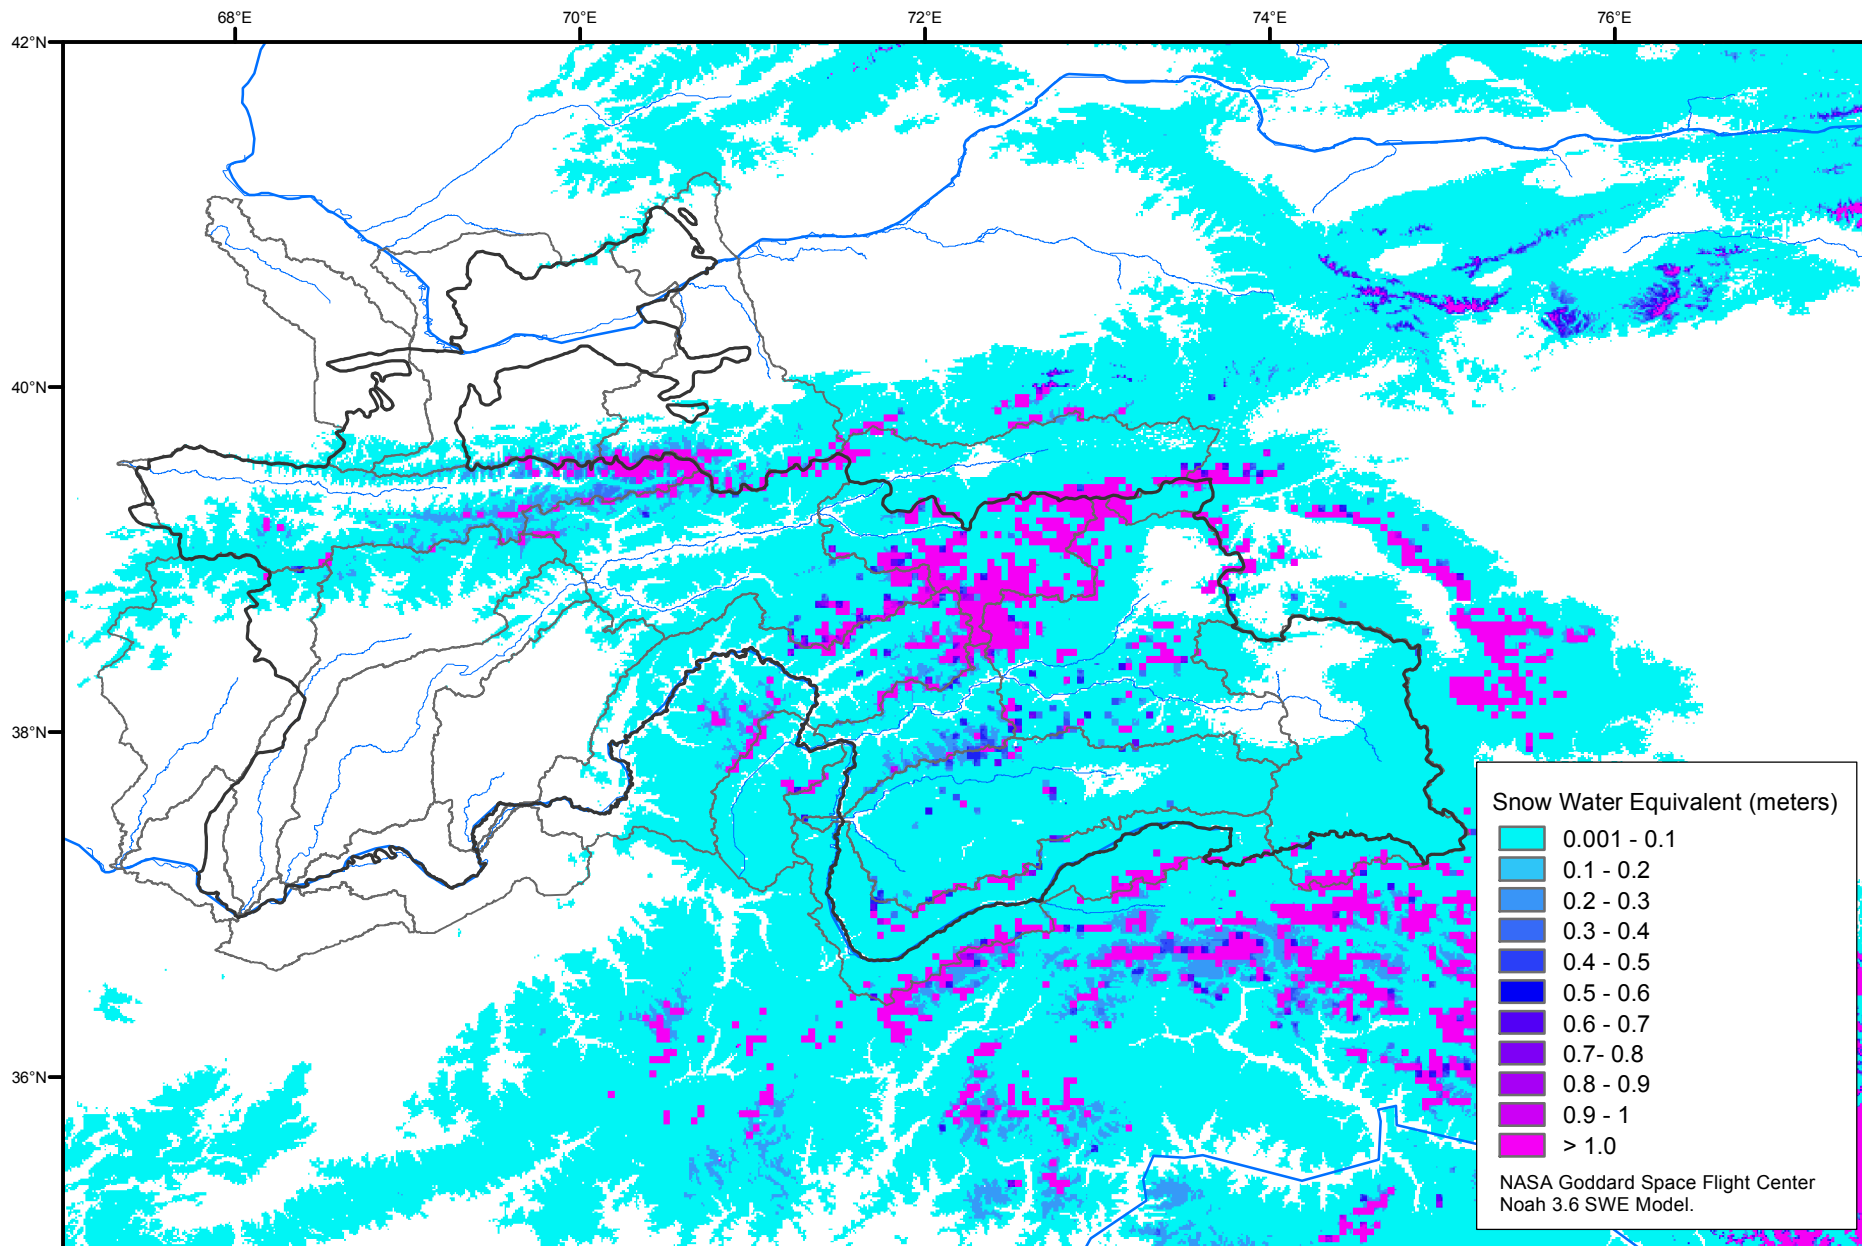 68°E
70°E
72°E
74°E
76°E
42°N
40°N
38°N
36°N
Snow Water Equivalent (meters)
0.001 - 0.1
0.1 - 0.2
0.2 - 0.3
0.3 - 0.4
0.4 - 0.5
0.5 - 0.6
0.6 - 0.7
0.7- 0.8
0.8 - 0.9
0.9 - 1
> 1.0
NASA Goddard Space Flight Center
Noah 3.6 SWE Model.